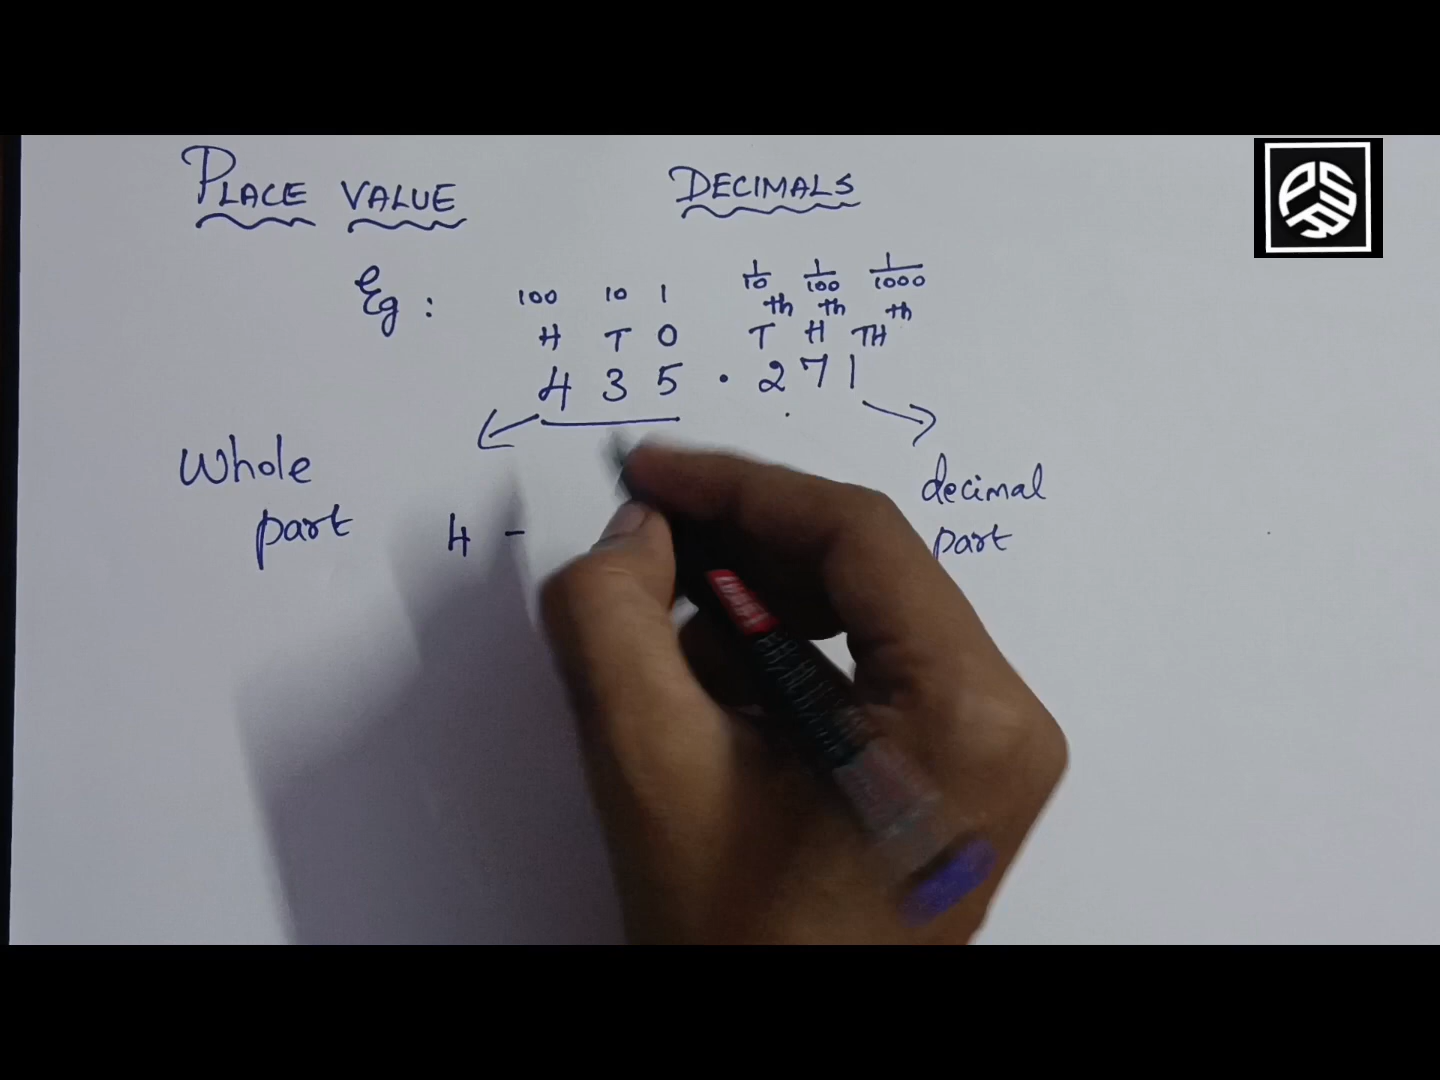 PLACE VALUE DECIMALS
Eg : 100 10 1 1/10 1/100 1/1000
th th th
H T O T H TH
4 3 5 . 2 7 1
Whole part
4 -
decimal part